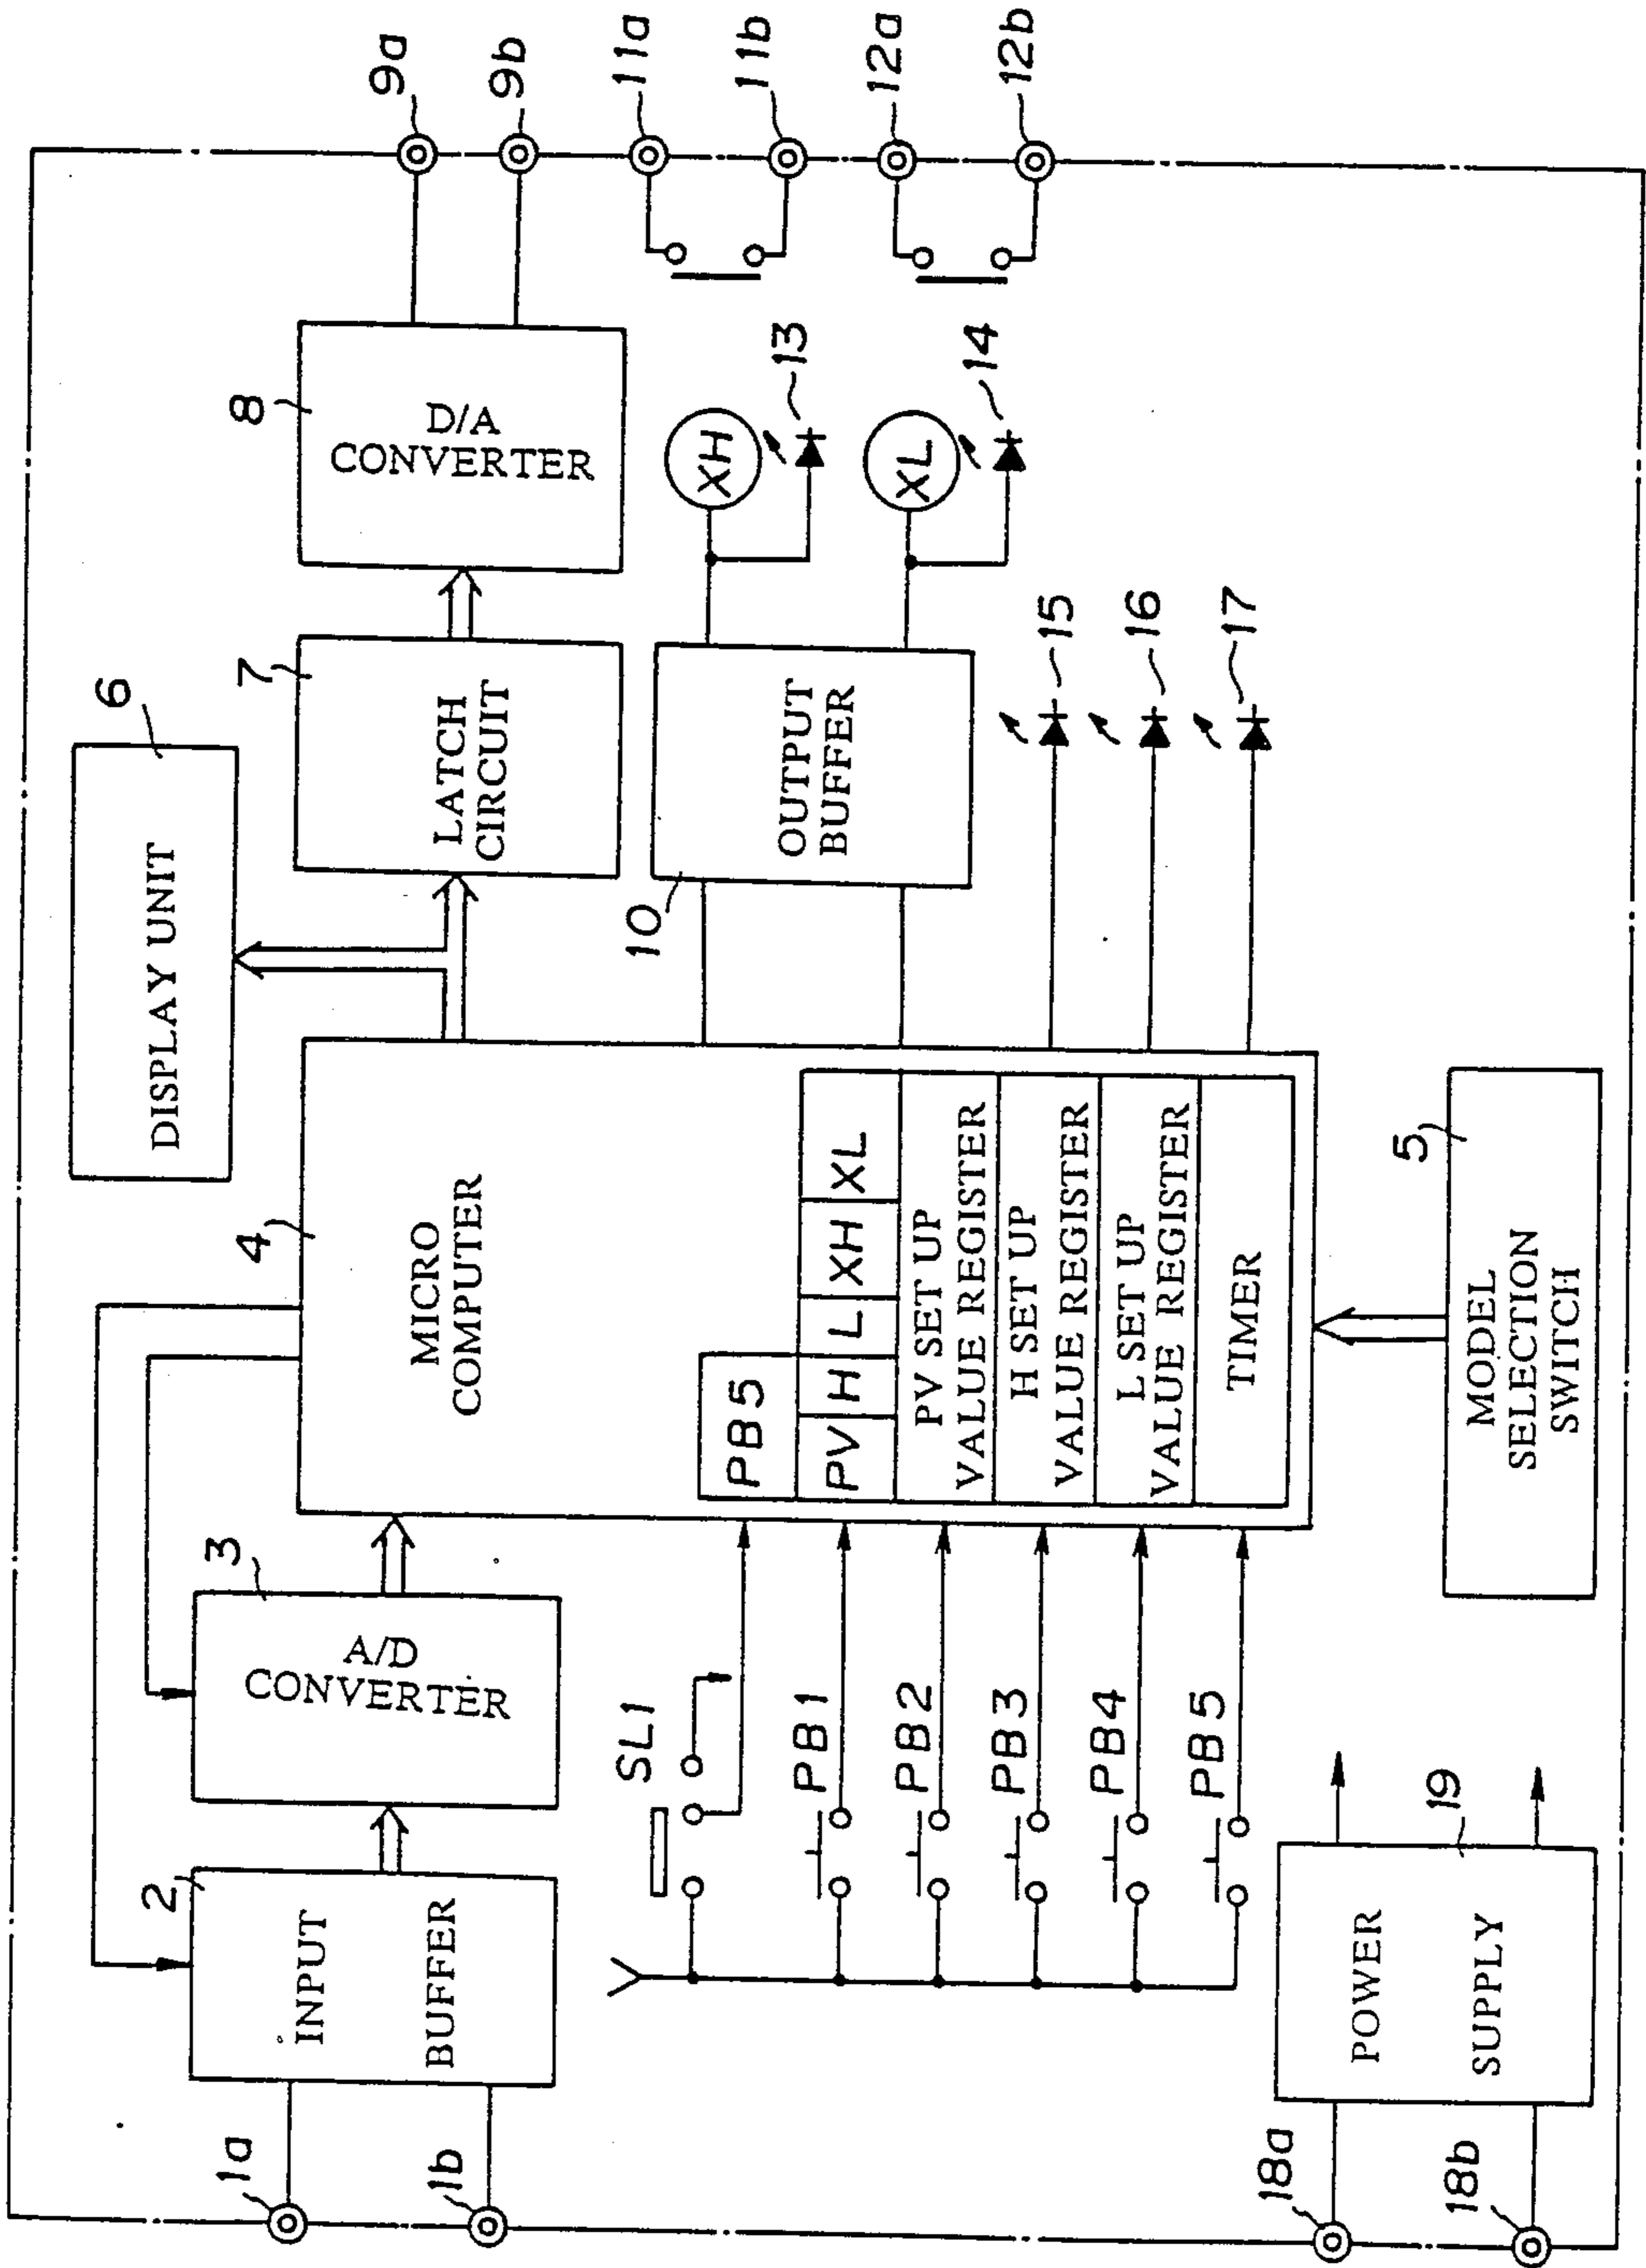 6
DISPLAY UNIT
4
MICRO
COMPUTER
3
A/D
CONVERTER
2
INPUT
BUFFER
1a
1b
7
LATCH
CIRCUIT
8
D/A
CONVERTER
9a
9b
11a
11b
12a
12b
10
OUTPUT
BUFFER
XH
13
XL
14
15
16
17
SL1
PB1
PB2
PB3
PB4
PB5
PB5
PV H L XH XL
PV SET UP
VALUE REGISTER
H SET UP
VALUE REGISTER
L SET UP
VALUE REGISTER
TIMER
5
MODEL
SELECTION
SWITCH
18a
18b
19
POWER
SUPPLY